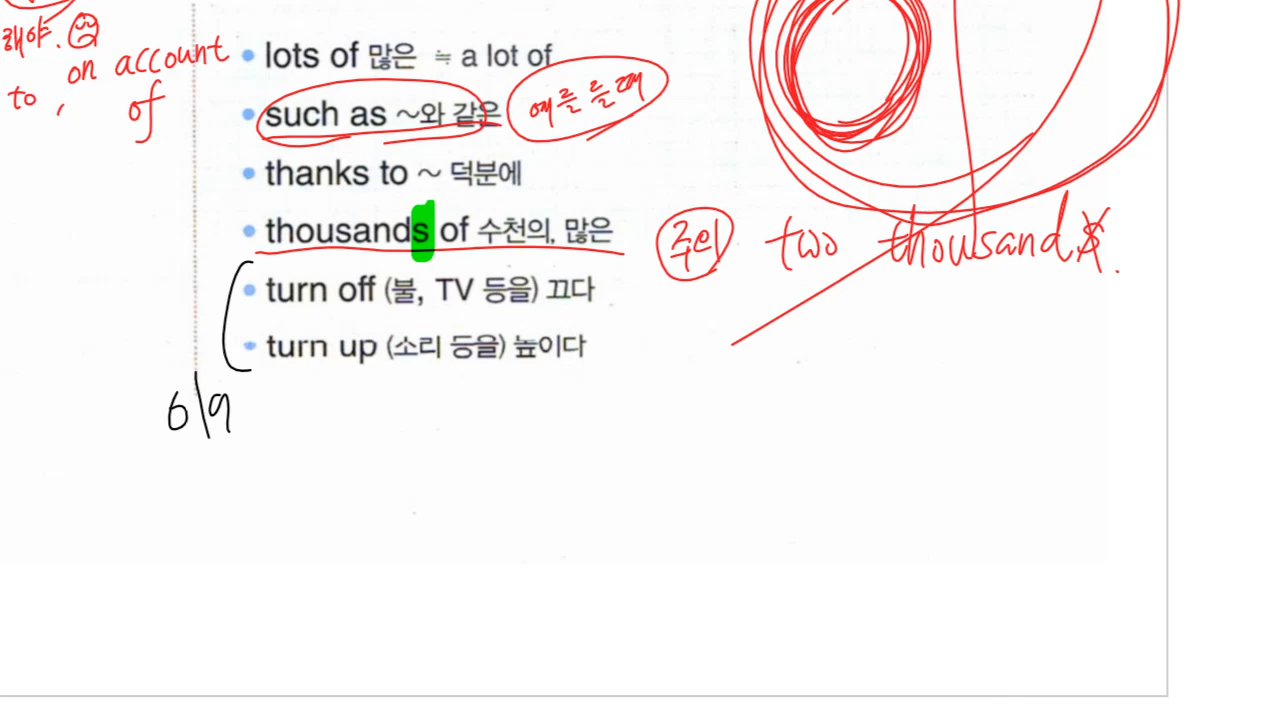 해야.
on account
to, of
• lots of 많은 ≒ a lot of
• such as ~와 같은 예를 들때
• thanks to ~ 덕분에
• thousands of 수천의, 많은
주의 two thousands.
• turn off (불, TV 등을) 끄다
• turn up (소리 등을) 높이다
6/9